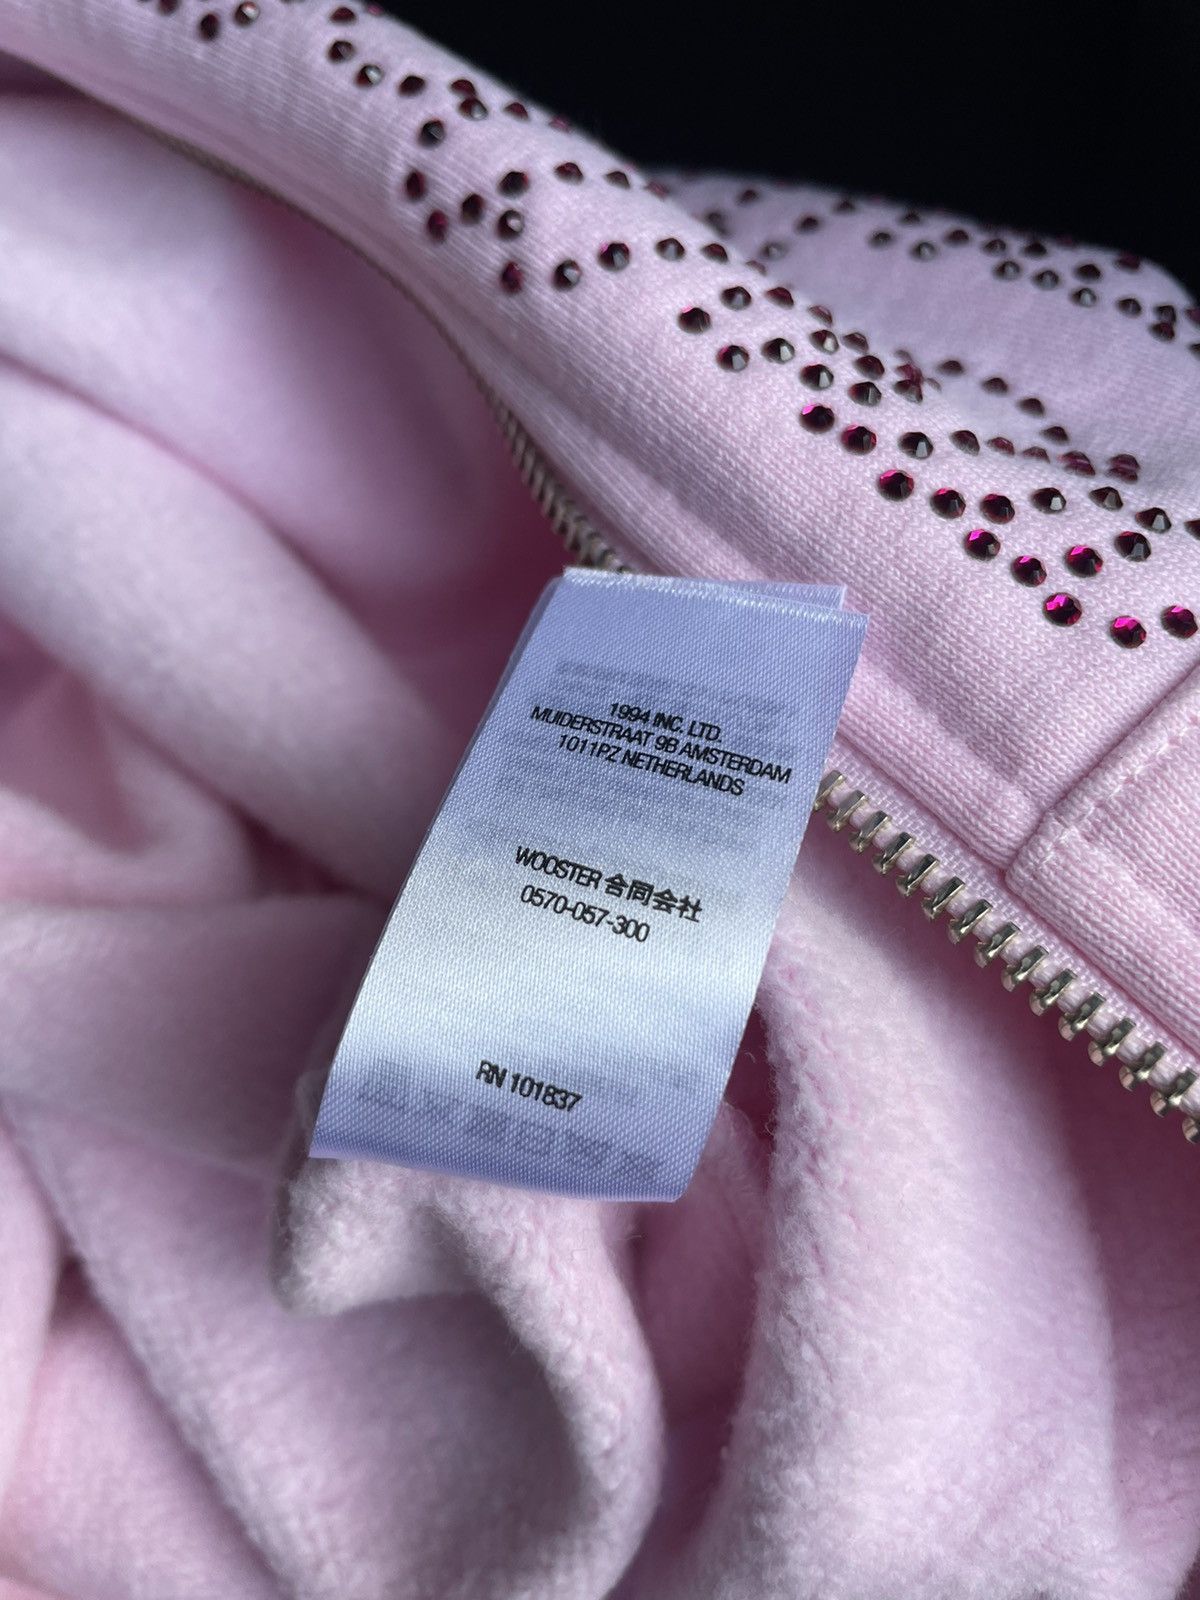 1994 INC. LTD.
MUIDERSTRAAT 9B AMSTERDAM
1011PZ NETHERLANDS
WOOSTER 合同会社
0570-057-300
RN 101837